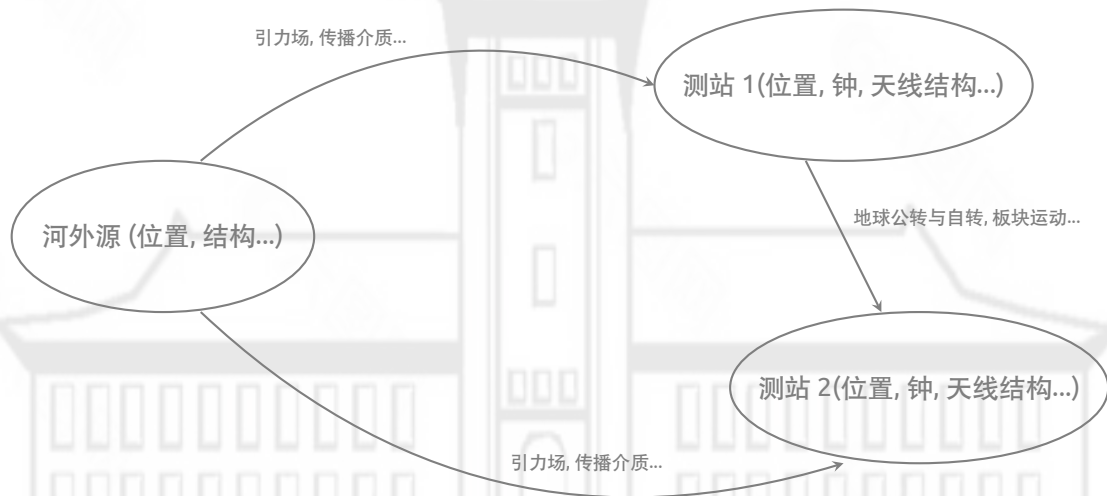 引力场, 传播介质...
测站 1(位置, 钟, 天线结构...)
河外源 (位置, 结构...)
地球公转与自转, 板块运动...
测站 2(位置, 钟, 天线结构...)
引力场, 传播介质...